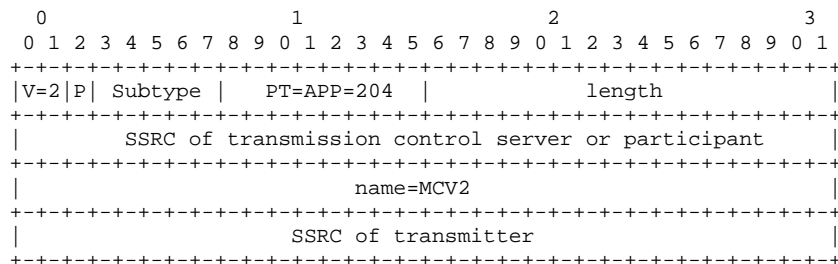 0                   1                   2                   3
0 1 2 3 4 5 6 7 8 9 0 1 2 3 4 5 6 7 8 9 0 1 2 3 4 5 6 7 8 9 0 1
+-+-+-+-+-+-+-+-+-+-+-+-+-+-+-+-+-+-+-+-+-+-+-+-+-+-+-+-+-+-+-+-+
|V=2|P| Subtype |   PT=APP=204  |            length             |
+-+-+-+-+-+-+-+-+-+-+-+-+-+-+-+-+-+-+-+-+-+-+-+-+-+-+-+-+-+-+-+-+
|        SSRC of transmission control server or participant     |
+-+-+-+-+-+-+-+-+-+-+-+-+-+-+-+-+-+-+-+-+-+-+-+-+-+-+-+-+-+-+-+-+
|                          name=MCV2                            |
+-+-+-+-+-+-+-+-+-+-+-+-+-+-+-+-+-+-+-+-+-+-+-+-+-+-+-+-+-+-+-+-+
|                     SSRC of transmitter                       |
+-+-+-+-+-+-+-+-+-+-+-+-+-+-+-+-+-+-+-+-+-+-+-+-+-+-+-+-+-+-+-+-+